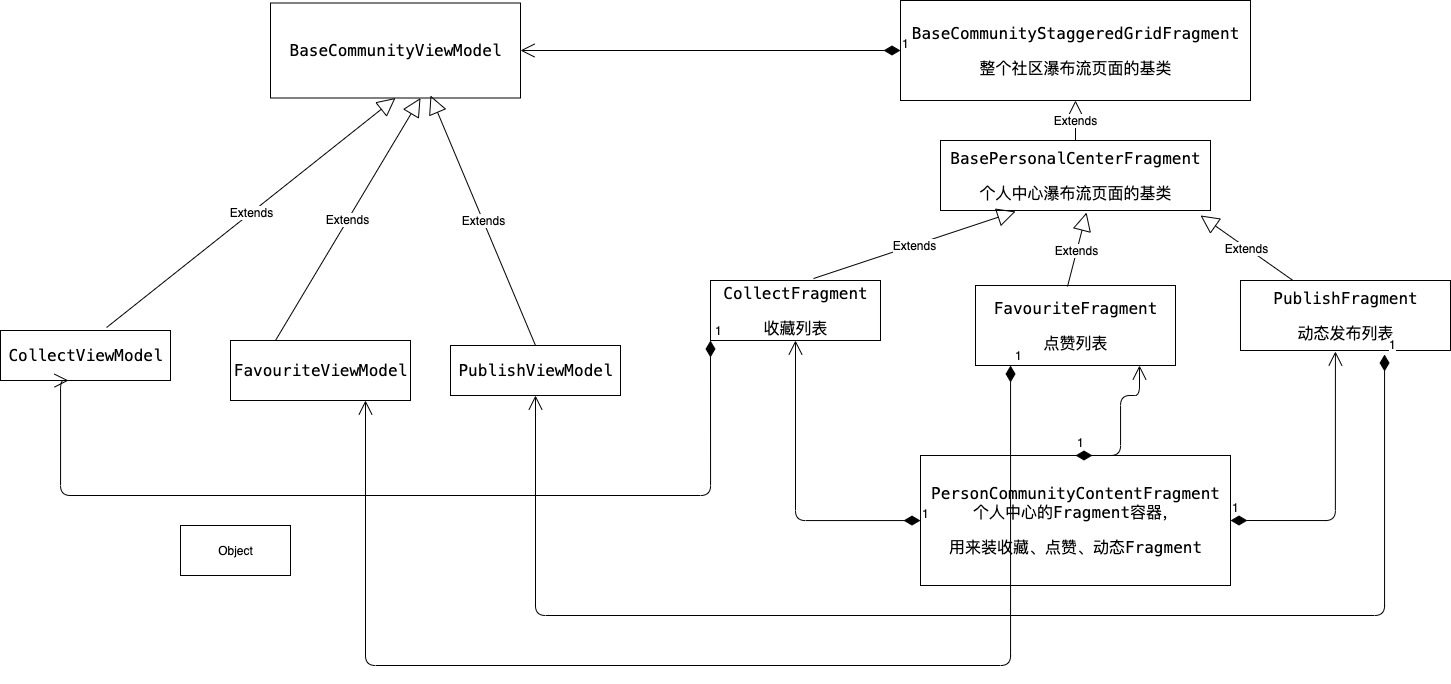 BaseCommunityViewModel
1
BaseCommunityStaggeredGridFragment
整个社区瀑布流页面的基类
Extends
BasePersonalCenterFragment
个人中心瀑布流页面的基类
Extends
Extends
Extends
Extends
Extends
Extends
CollectFragment
收藏列表
1
FavouriteFragment
点赞列表
1
PublishFragment
动态发布列表
1
CollectViewModel
FavouriteViewModel
PublishViewModel
1
PersonCommunityContentFragment
个人中心的Fragment容器,
用来装收藏、点赞、动态Fragment
1
1
Object